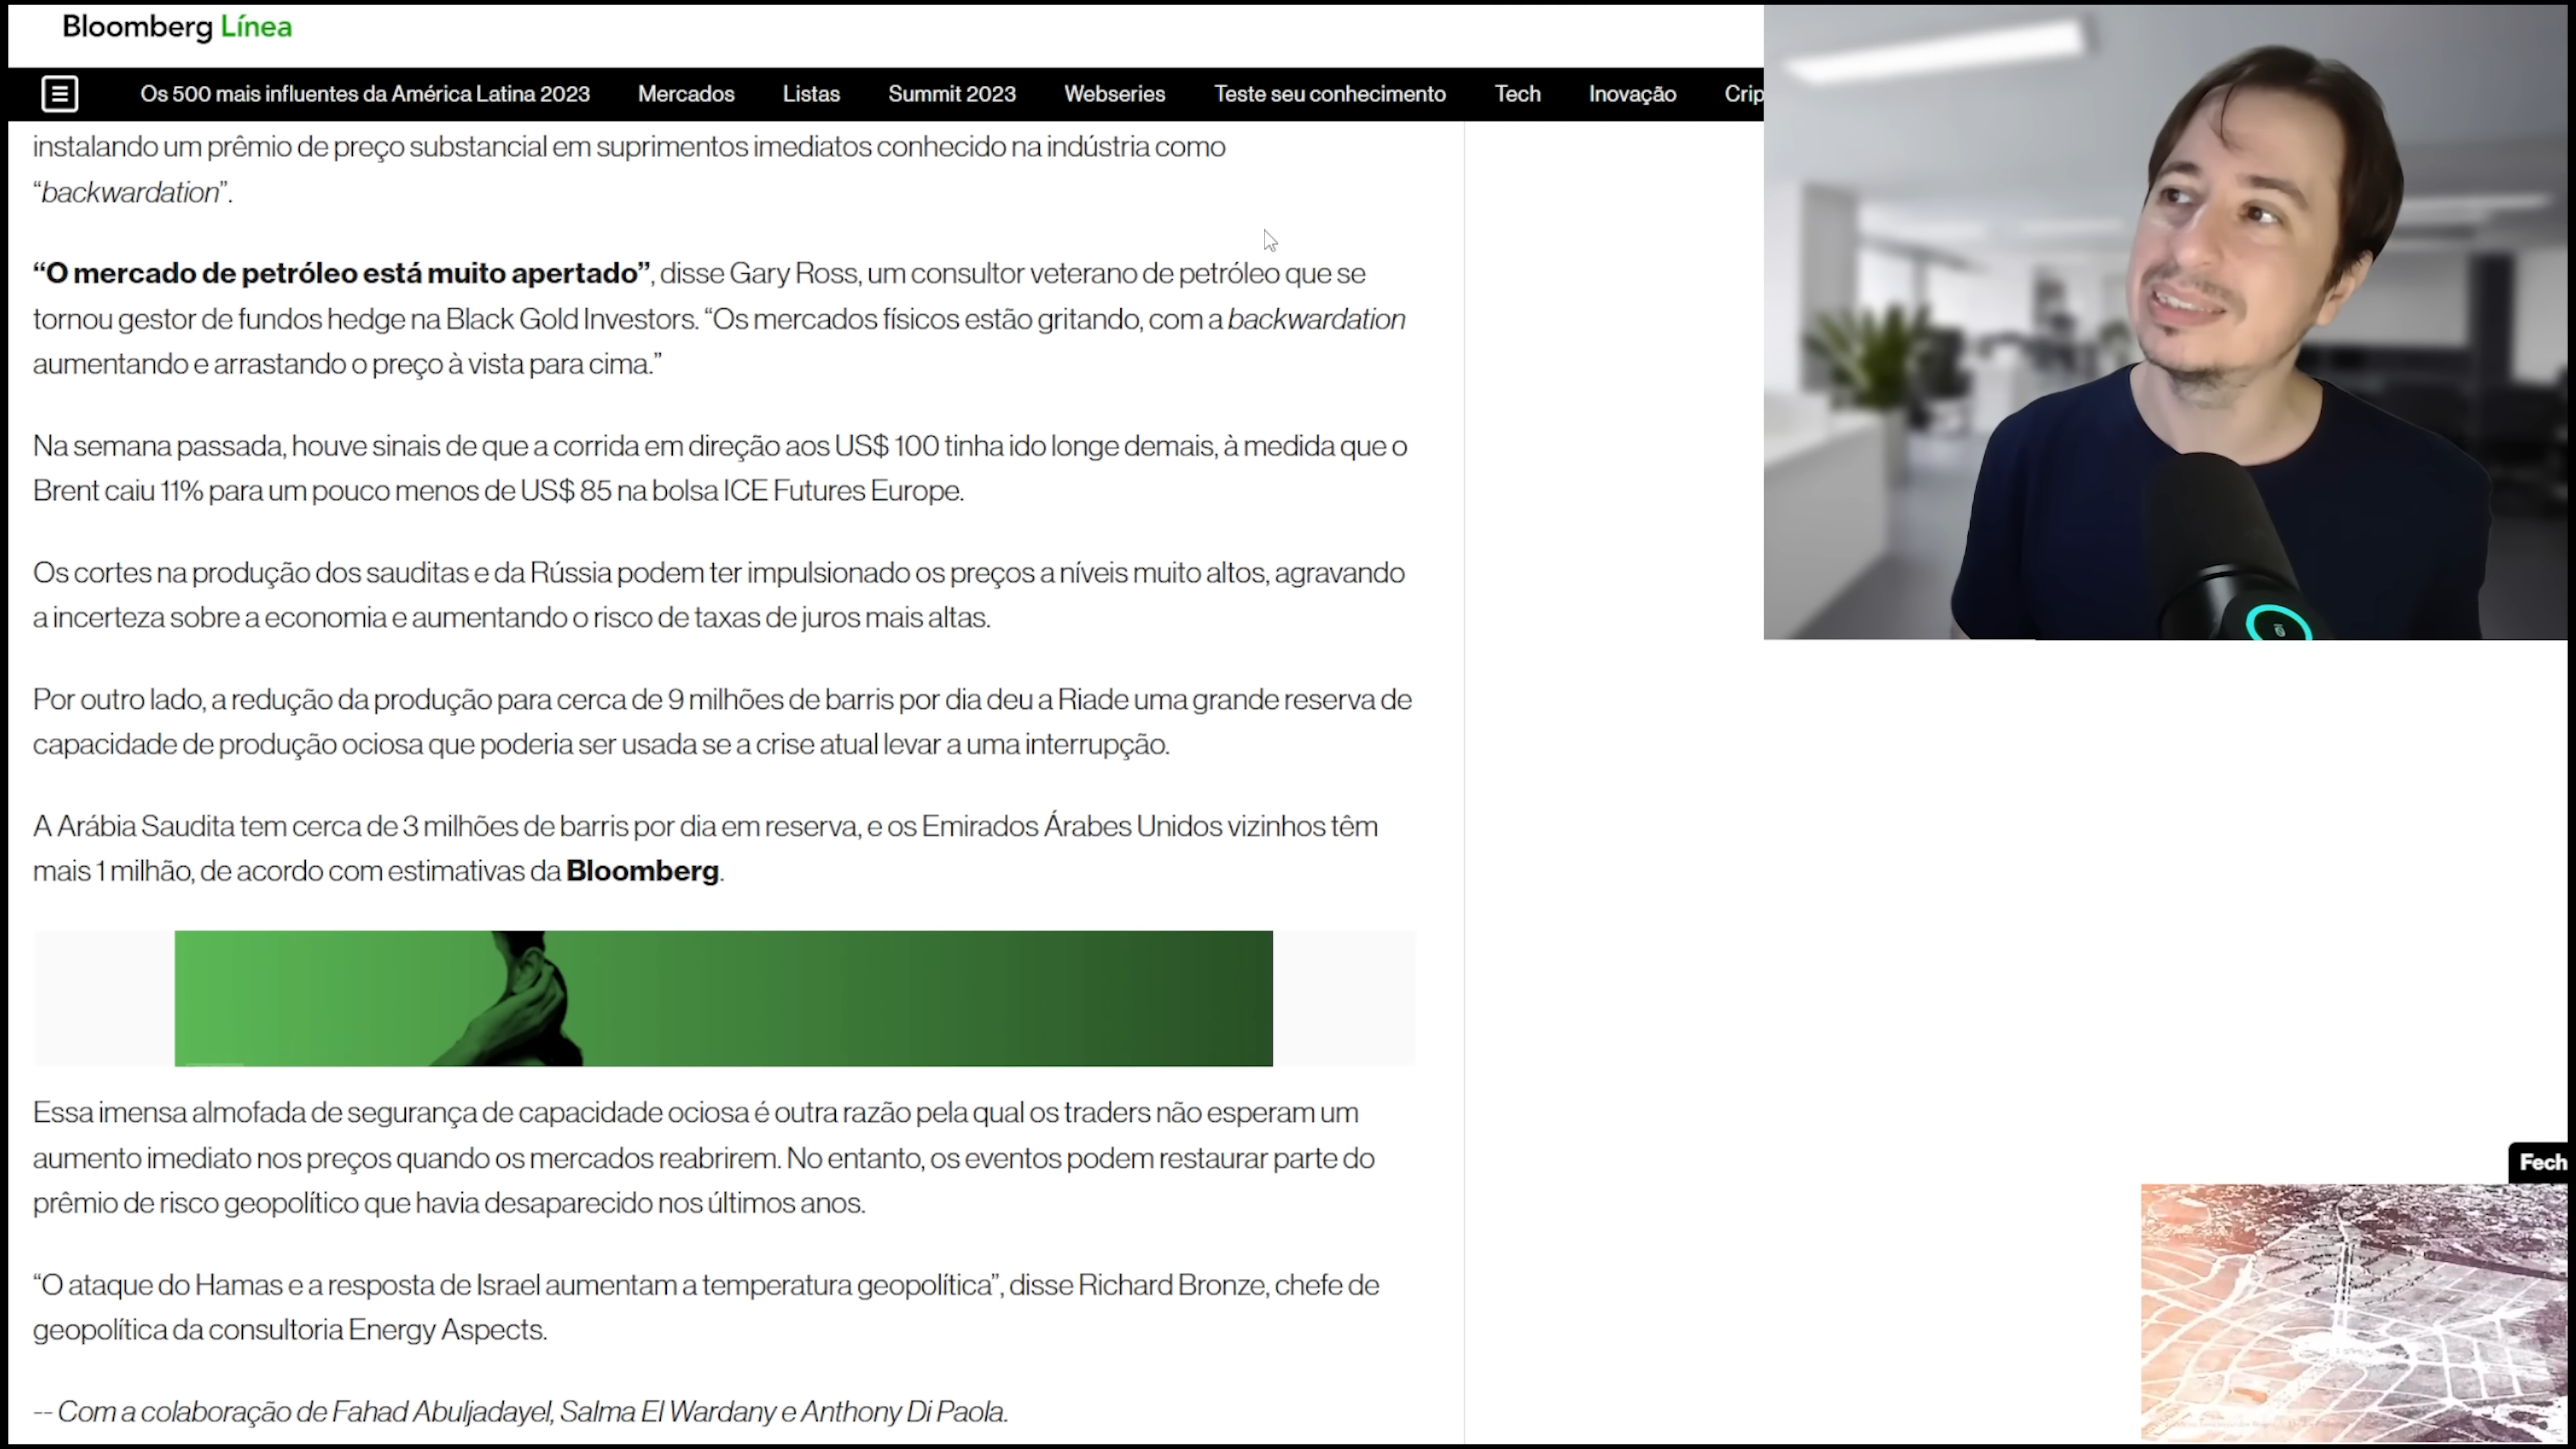 Bloomberg Línea
Os 500 mais influentes da América Latina 2023 Mercados Listas Summit 2023 Webseries Teste seu conhecimento Tech Inovação Crip
instalando um prêmio de preço substancial em suprimentos imediatos conhecido na indústria como
“backwardation”.
“O mercado de petróleo está muito apertado”, disse Gary Ross, um consultor veterano de petróleo que se
tornou gestor de fundos hedge na Black Gold Investors. “Os mercados físicos estão gritando, com a backwardation
aumentando e arrastando o preço à vista para cima.”
Na semana passada, houve sinais de que a corrida em direção aos US$ 100 tinha ido longe demais, à medida que o
Brent caiu 11% para um pouco menos de US$ 85 na bolsa ICE Futures Europe.
Os cortes na produção dos sauditas e da Rússia podem ter impulsionado os preços a níveis muito altos, agravando
a incerteza sobre a economia e aumentando o risco de taxas de juros mais altas.
Por outro lado, a redução da produção para cerca de 9 milhões de barris por dia deu a Riade uma grande reserva de
capacidade de produção ociosa que poderia ser usada se a crise atual levar a uma interrupção.
A Arábia Saudita tem cerca de 3 milhões de barris por dia em reserva, e os Emirados Árabes Unidos vizinhos têm
mais 1 milhão, de acordo com estimativas da Bloomberg.
Essa imensa almofada de segurança de capacidade ociosa é outra razão pela qual os traders não esperam um
aumento imediato nos preços quando os mercados reabrirem. No entanto, os eventos podem restaurar parte do
prêmio de risco geopolítico que havia desaparecido nos últimos anos.
Fech
“O ataque do Hamas e a resposta de Israel aumentam a temperatura geopolítica”, disse Richard Bronze, chefe de
geopolítica da consultoria Energy Aspects.
-- Com a colaboração de Fahad Abuljadayel, Salma El Wardany e Anthony Di Paola.